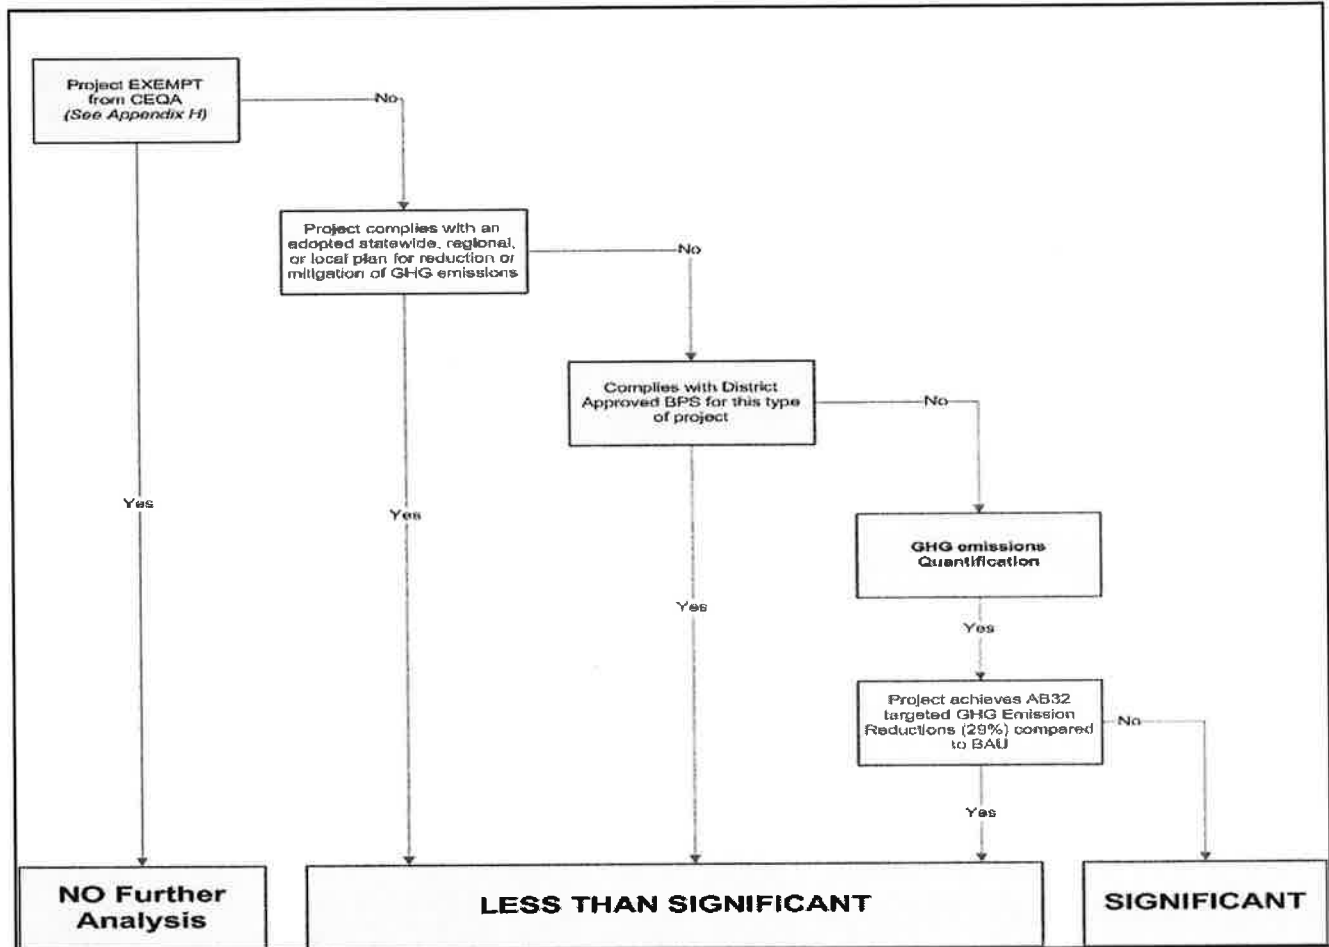 Project EXEMPT
from CEQA
(See Appendix H)
No
Project complies with an
adopted statewide, regional,
or local plan for reduction or
mitigation of GHG emissions
No
Complies with District
Approved BPS for this type
of project
No
Yes
Yes
GHG emissions
Quantification
Yes
Yes
Project achieves AB32
targeted GHG Emission
Reductions (29%) compared
to BAU
No
Yes
NO Further
Analysis
LESS THAN SIGNIFICANT
SIGNIFICANT